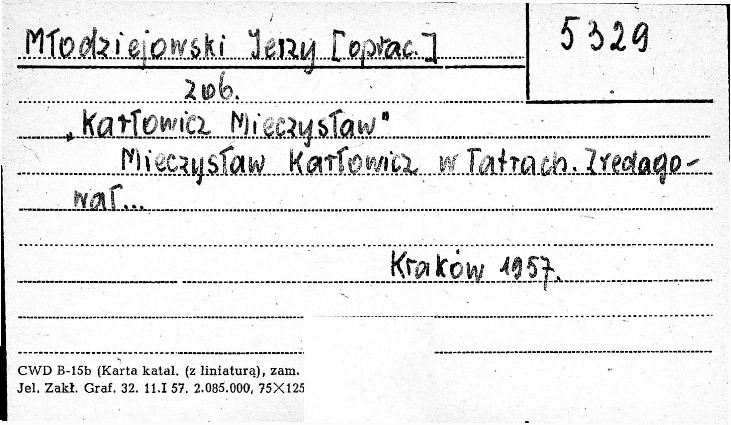 Młodziejowski Jerzy [oprac.]
5329
zob.
„Karłowicz Mieczysław"
Mieczysław Karłowicz w Tatrach. Zredago-
wał...
Kraków 1957.
CWD B-15b (Karta katal. (z liniaturą), zam.
Jel. Zakł. Graf. 32. 11.I 57. 2.085.000, 75×125